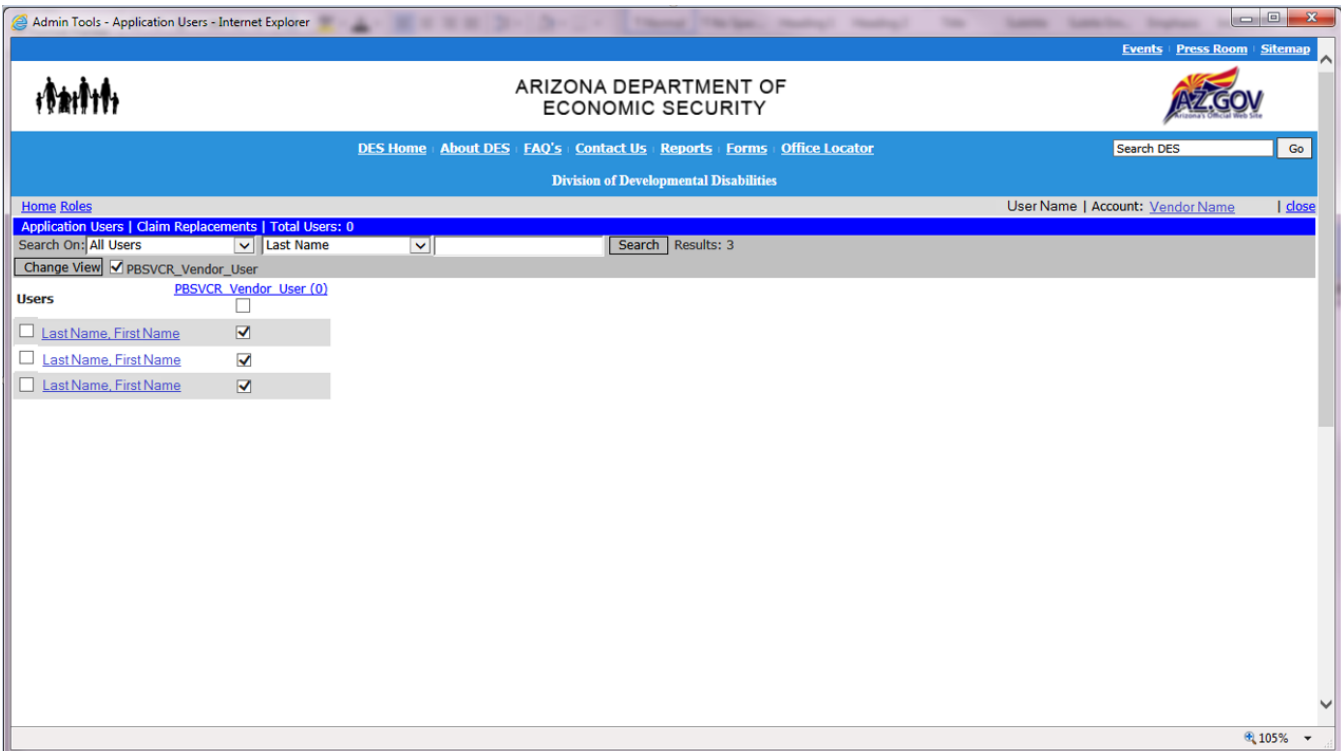 Admin Tools - Application Users - Internet Explorer
Events | Press Room | Sitemap
ARIZONA DEPARTMENT OF
ECONOMIC SECURITY
AZ.GOV
Arizona's Official Web Site
DES Home | About DES | FAQ's | Contact Us | Reports | Forms | Office Locator
Search DES Go
Division of Developmental Disabilities
Home Roles User Name | Account: Vendor Name | close
Application Users | Claim Replacements | Total Users: 0
Search On: All Users Last Name Search Results: 3
Change View PBSVCR_Vendor_User
Users PBSVCR_Vendor_User (0)
Last Name, First Name
Last Name, First Name
Last Name, First Name
105%